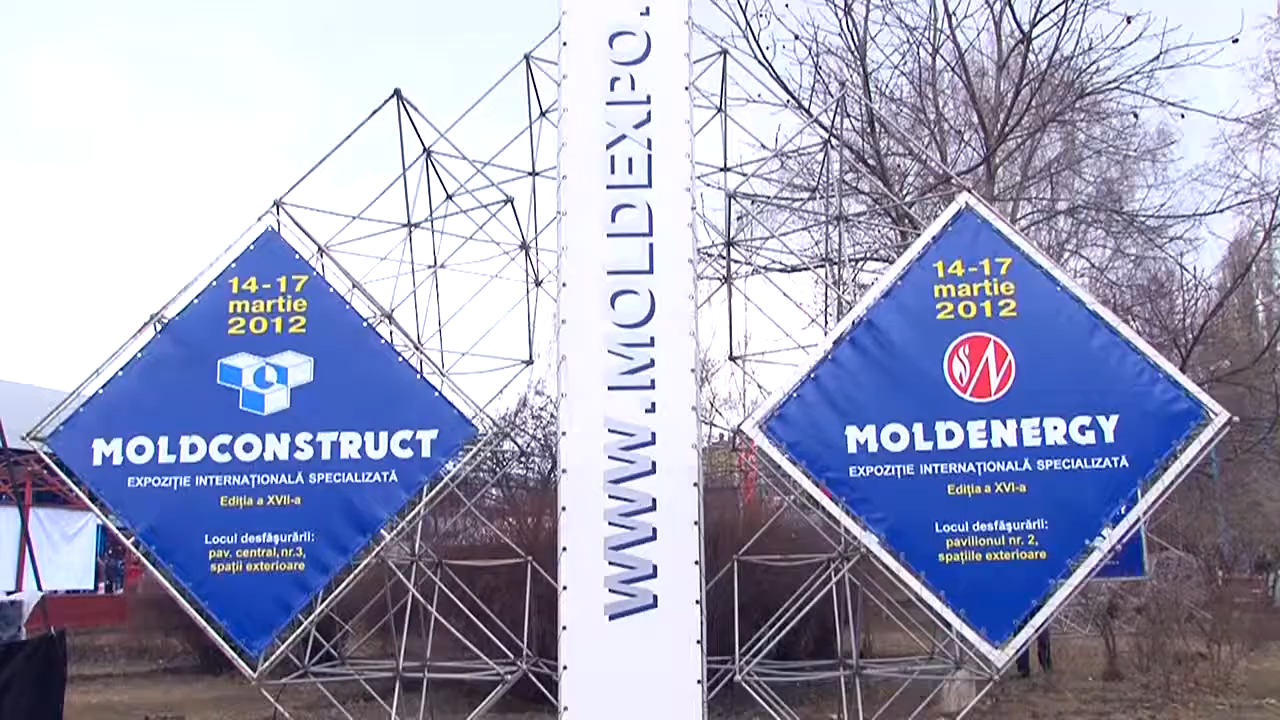 14-17
martie
2012
MOLDCONSTRUCT
EXPOZIȚIE INTERNAȚIONALĂ SPECIALIZATĂ
Ediția a XVII-a
Locul desfășurării:
pav. central,nr.3,
spații exterioare
WWW.MOLDEXPO.
14-17
martie
2012
MOLDENERGY
EXPOZIȚIE INTERNAȚIONALĂ SPECIALIZATĂ
Ediția a XVI-a
Locul desfășurării:
pavilionul nr. 2,
spațiile exterioare